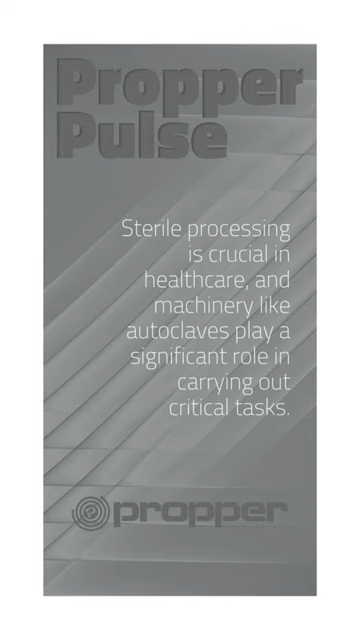 Propper
Pulse
Sterile processing
is crucial in
healthcare, and
machinery like
autoclaves play a
significant role in
carrying out
critical tasks.
propper